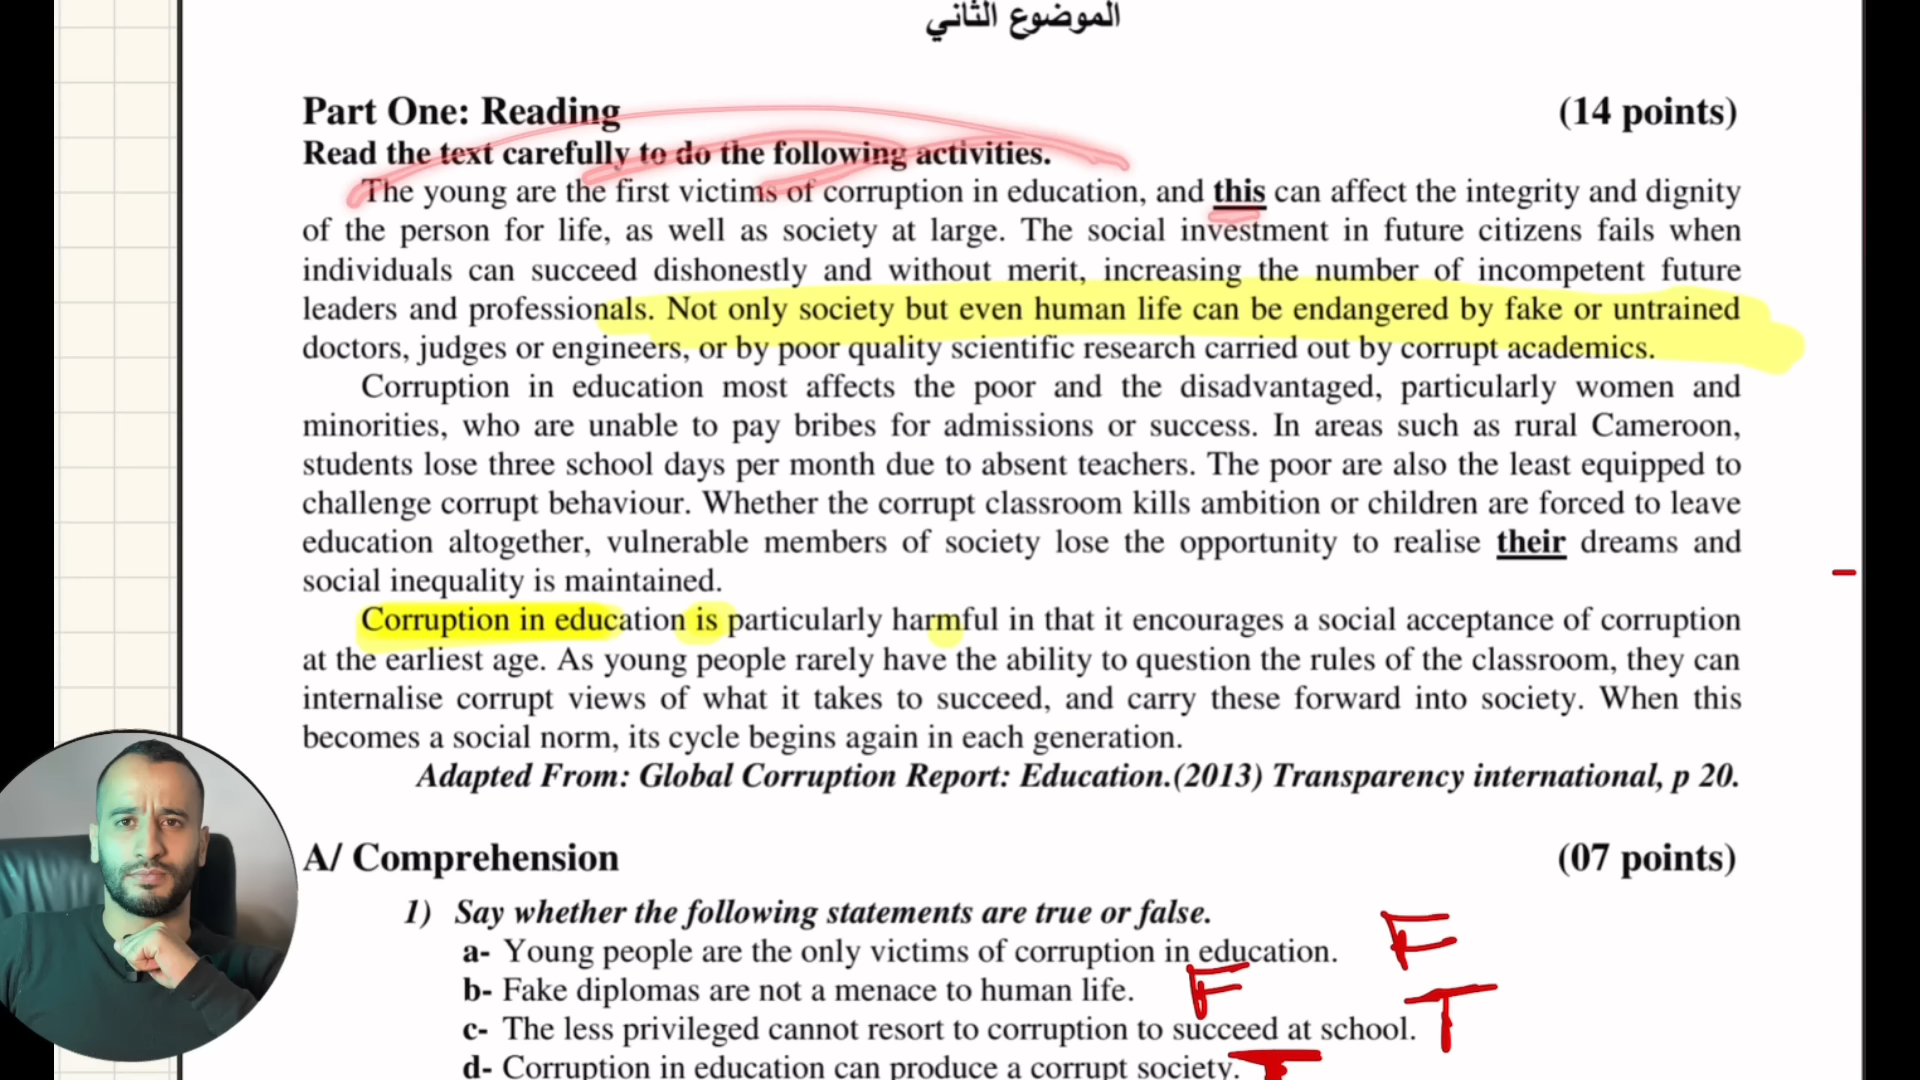 الموضوع الثاني
Part One: Reading (14 points)
Read the text carefully to do the following activities.
The young are the first victims of corruption in education, and this can affect the integrity and dignity
of the person for life, as well as society at large. The social investment in future citizens fails when
individuals can succeed dishonestly and without merit, increasing the number of incompetent future
leaders and professionals. Not only society but even human life can be endangered by fake or untrained
doctors, judges or engineers, or by poor quality scientific research carried out by corrupt academics.
Corruption in education most affects the poor and the disadvantaged, particularly women and
minorities, who are unable to pay bribes for admissions or success. In areas such as rural Cameroon,
students lose three school days per month due to absent teachers. The poor are also the least equipped to
challenge corrupt behaviour. Whether the corrupt classroom kills ambition or children are forced to leave
education altogether, vulnerable members of society lose the opportunity to realise their dreams and
social inequality is maintained.
Corruption in education is particularly harmful in that it encourages a social acceptance of corruption
at the earliest age. As young people rarely have the ability to question the rules of the classroom, they can
internalise corrupt views of what it takes to succeed, and carry these forward into society. When this
becomes a social norm, its cycle begins again in each generation.
Adapted From: Global Corruption Report: Education.(2013) Transparency international, p 20.
A/ Comprehension (07 points)
1) Say whether the following statements are true or false.
a- Young people are the only victims of corruption in education. F
b- Fake diplomas are not a menace to human life. F
c- The less privileged cannot resort to corruption to succeed at school. T
d- Corruption in education can produce a corrupt society. T